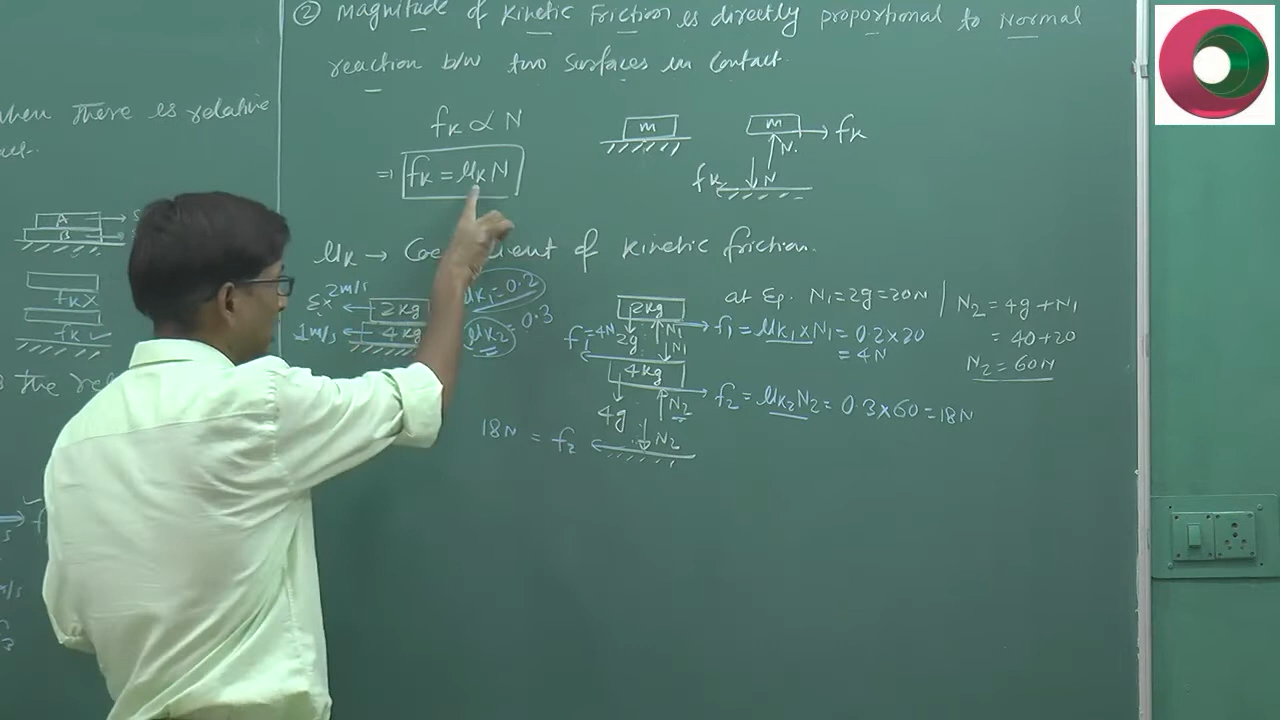 ② Magnitude of Kinetic Friction is directly proportional to Normal
reaction b/w two surfaces in contact.
when there is relative
fk ∝ N
⇒ fk = μk N
m
m
fk
N
fk
N
μk → of kinetic friction.
A
B
fk X
fk ✓
the
2m/s
2kg
μk1 = 0.2
1m/s
4kg
μk2 = 0.3
2kg
N1
2g
f1 = 4N
N1
4kg
N2
4g
N2
18N = f2
at Eq. N1 = 2g = 20N
f1 = μk1 × N1 = 0.2×20
= 4N
f2 = μk2 N2 = 0.3×60 = 18N
N2 = 4g + N1
= 40 + 20
N2 = 60N